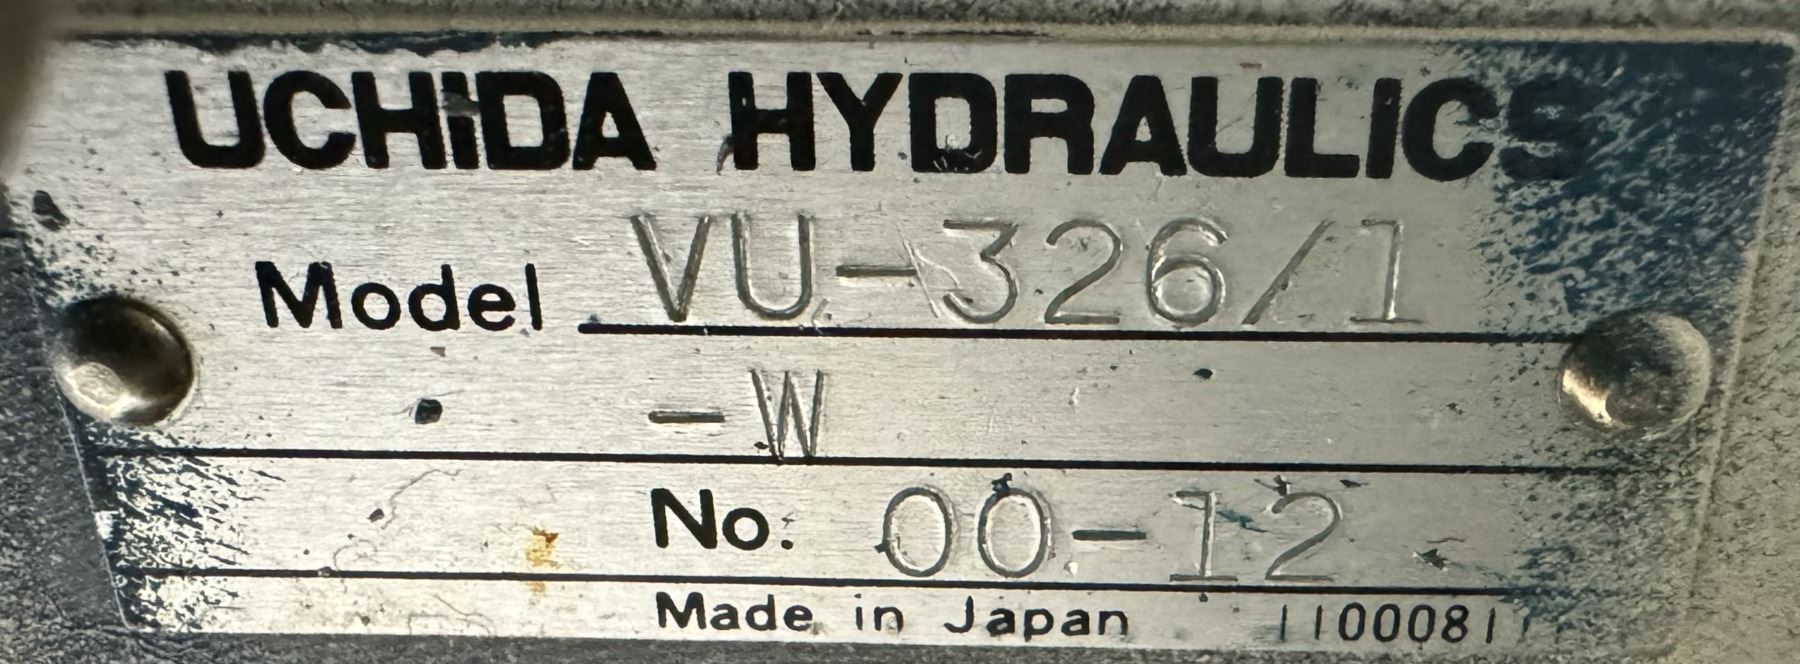 UCHIDA HYDRAULICS
Model VU-326/1
-W
No. 00-12
Made in Japan 1100081